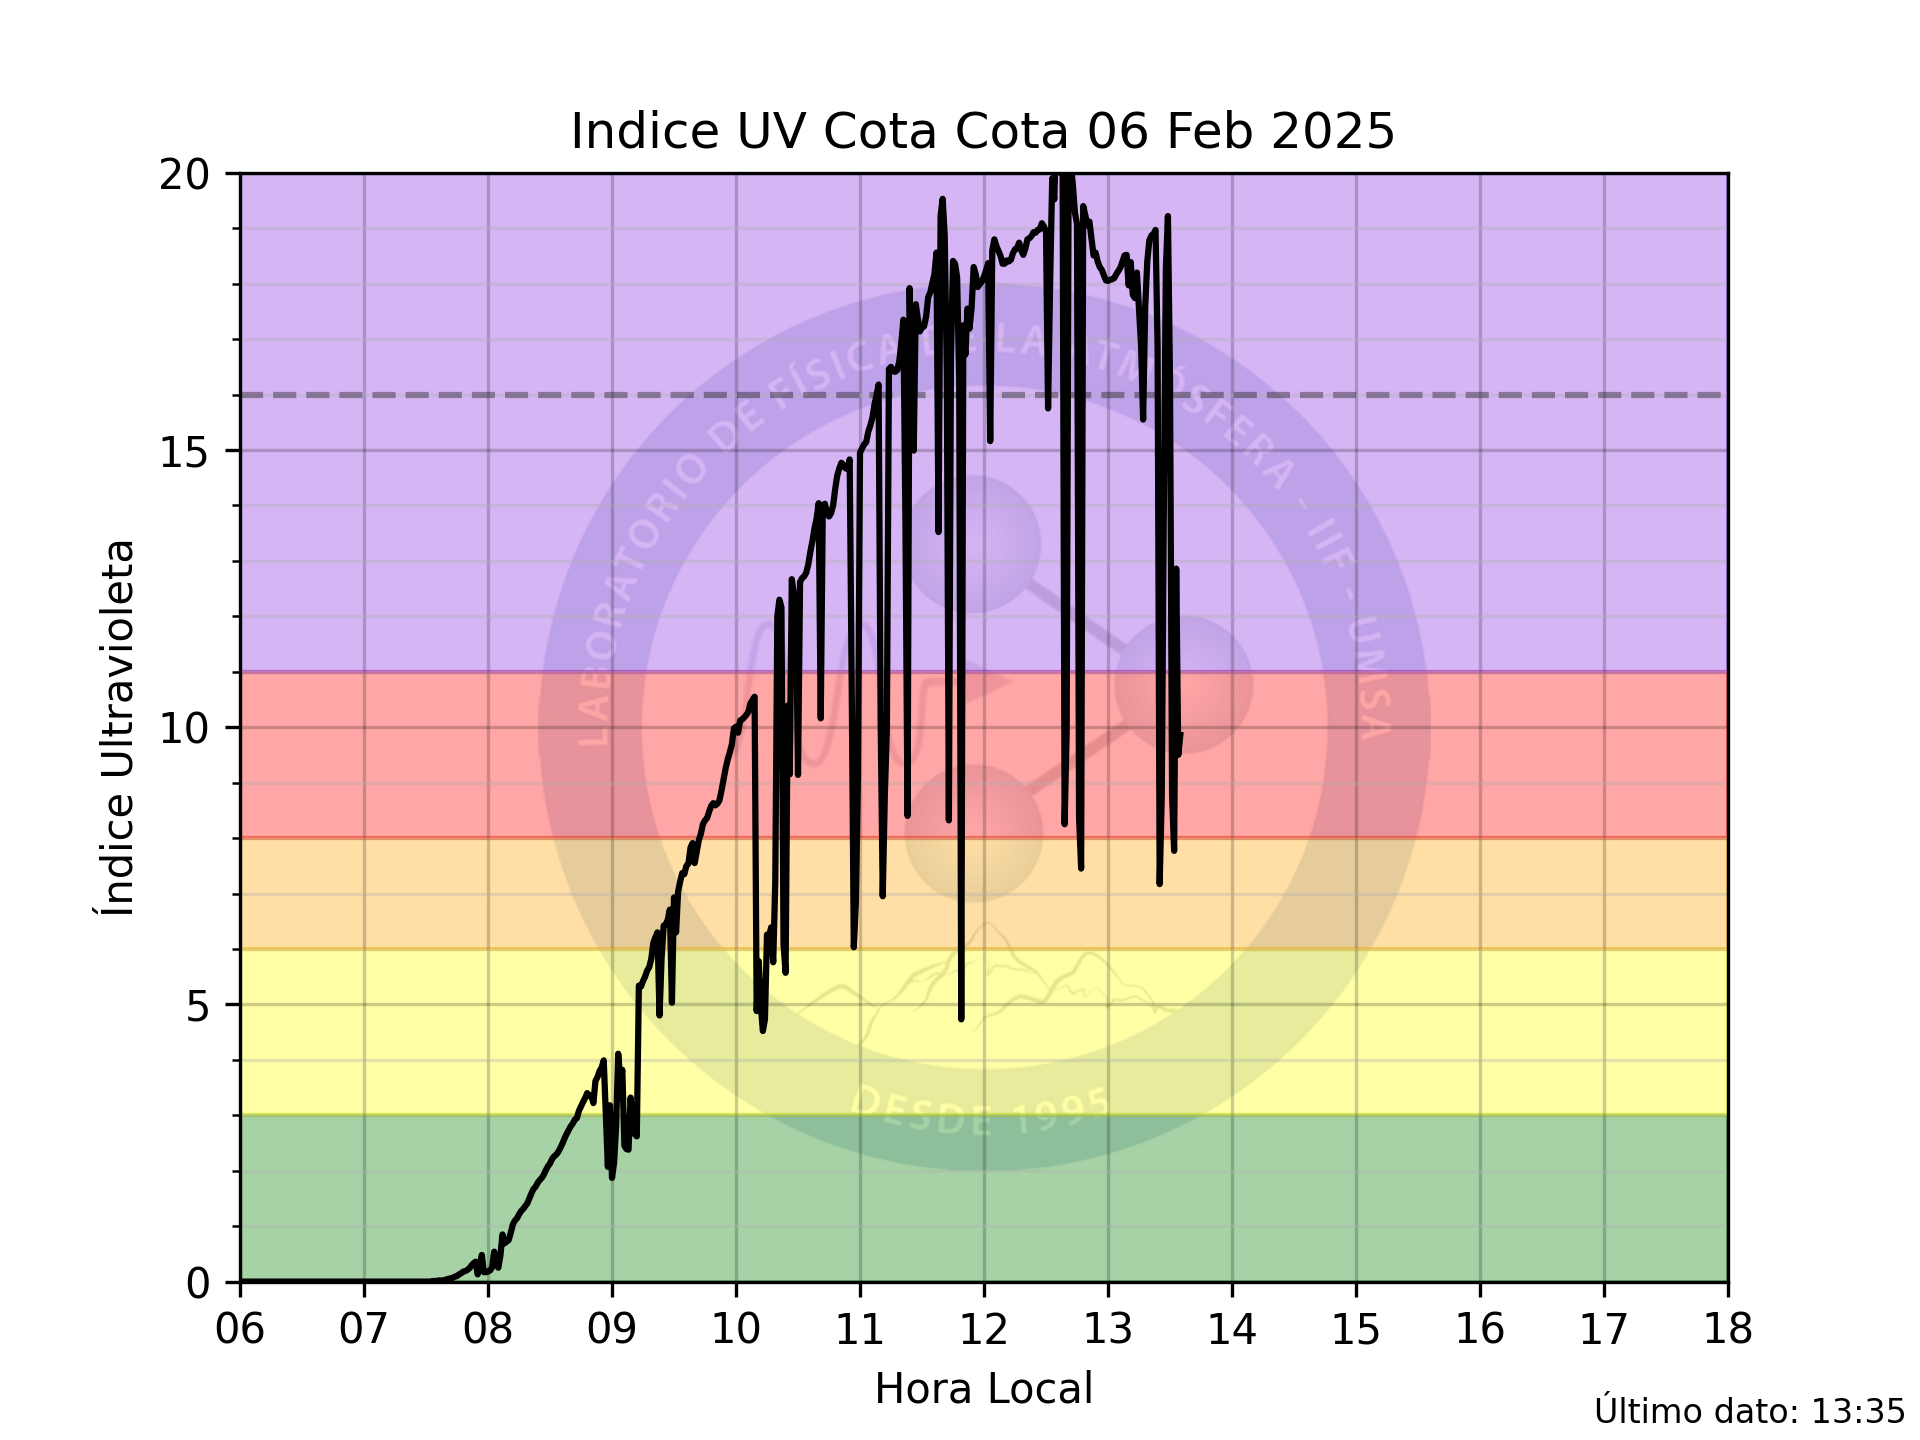 Indice UV Cota Cota 06 Feb 2025
20
15
10
5
0
Índice Ultravioleta
LABORATORIO DE FÍSICA DE LA ATMÓSFERA - IIF - UMSA
DESDE 1995
06 07 08 09 10 11 12 13 14 15 16 17 18
Hora Local
Último dato: 13:35